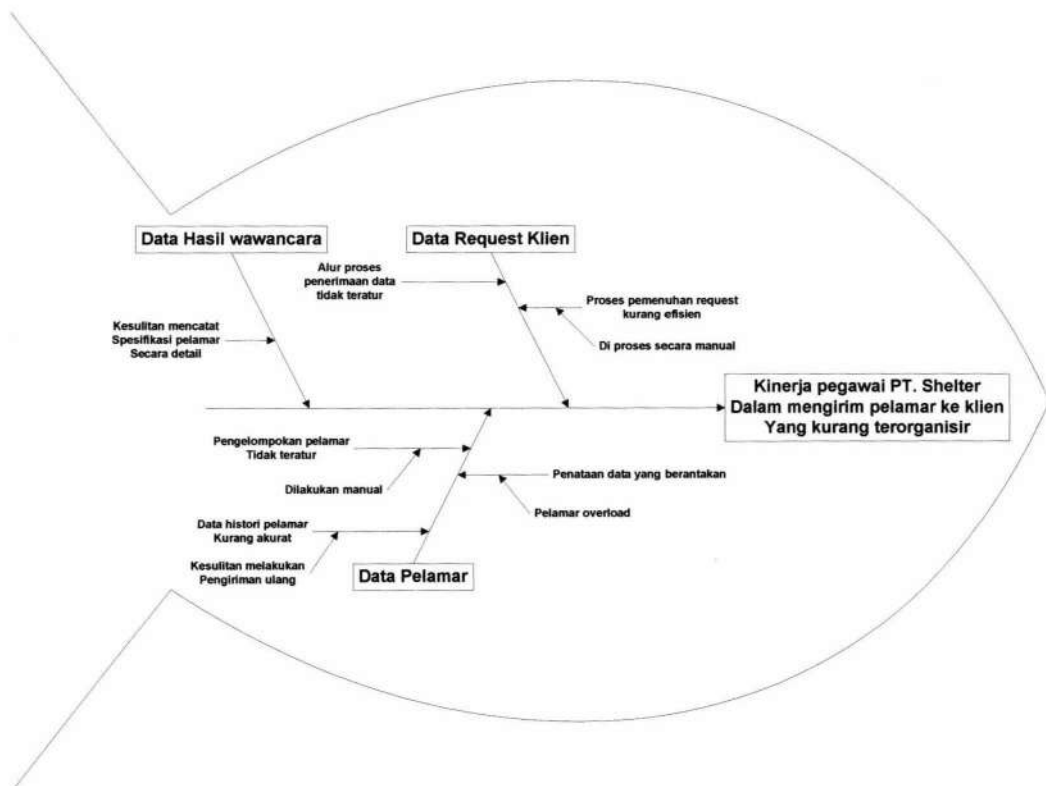 Data Hasil wawancara
Data Request Klien
Alur proses
penerimaan data
tidak teratur
Proses pemenuhan request
kurang efisien
Di proses secara manual
Kesulitan mencatat
Spesifikasi pelamar
Secara detail
Kinerja pegawai PT. Shelter
Dalam mengirim pelamar ke klien
Yang kurang terorganisir
Pengelompokan pelamar
Tidak teratur
Dilakukan manual
Penataan data yang berantakan
Pelamar overload
Data histori pelamar
Kurang akurat
Kesulitan melakukan
Pengiriman ulang
Data Pelamar